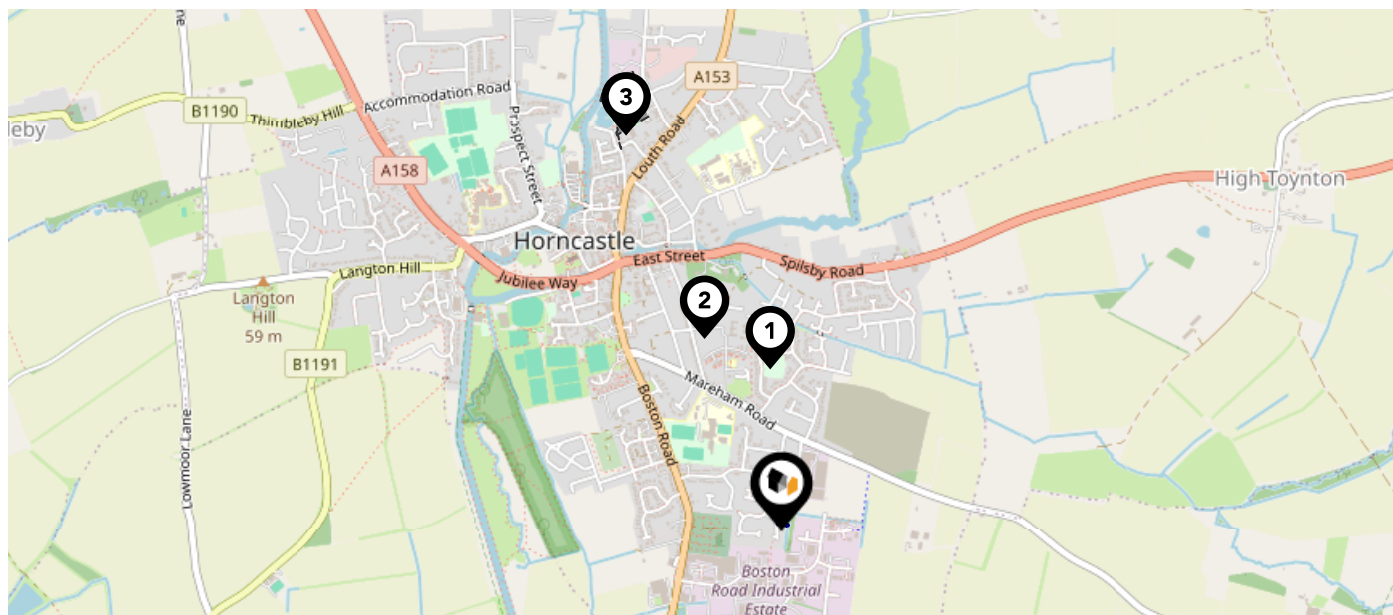 A153
3
Accommodation Road
B1190
Thimbleby Hill
leby
Prospect Street
Louth Road
A158
High Toynton
Horncastle
East Street
Spilsby Road
Langton Hill
Jubilee Way
Langton
Hill
59 m
2
1
B1191
Mareham Road
Boston Road
Lowmoor Lane
Boston
Road Industrial
Estate